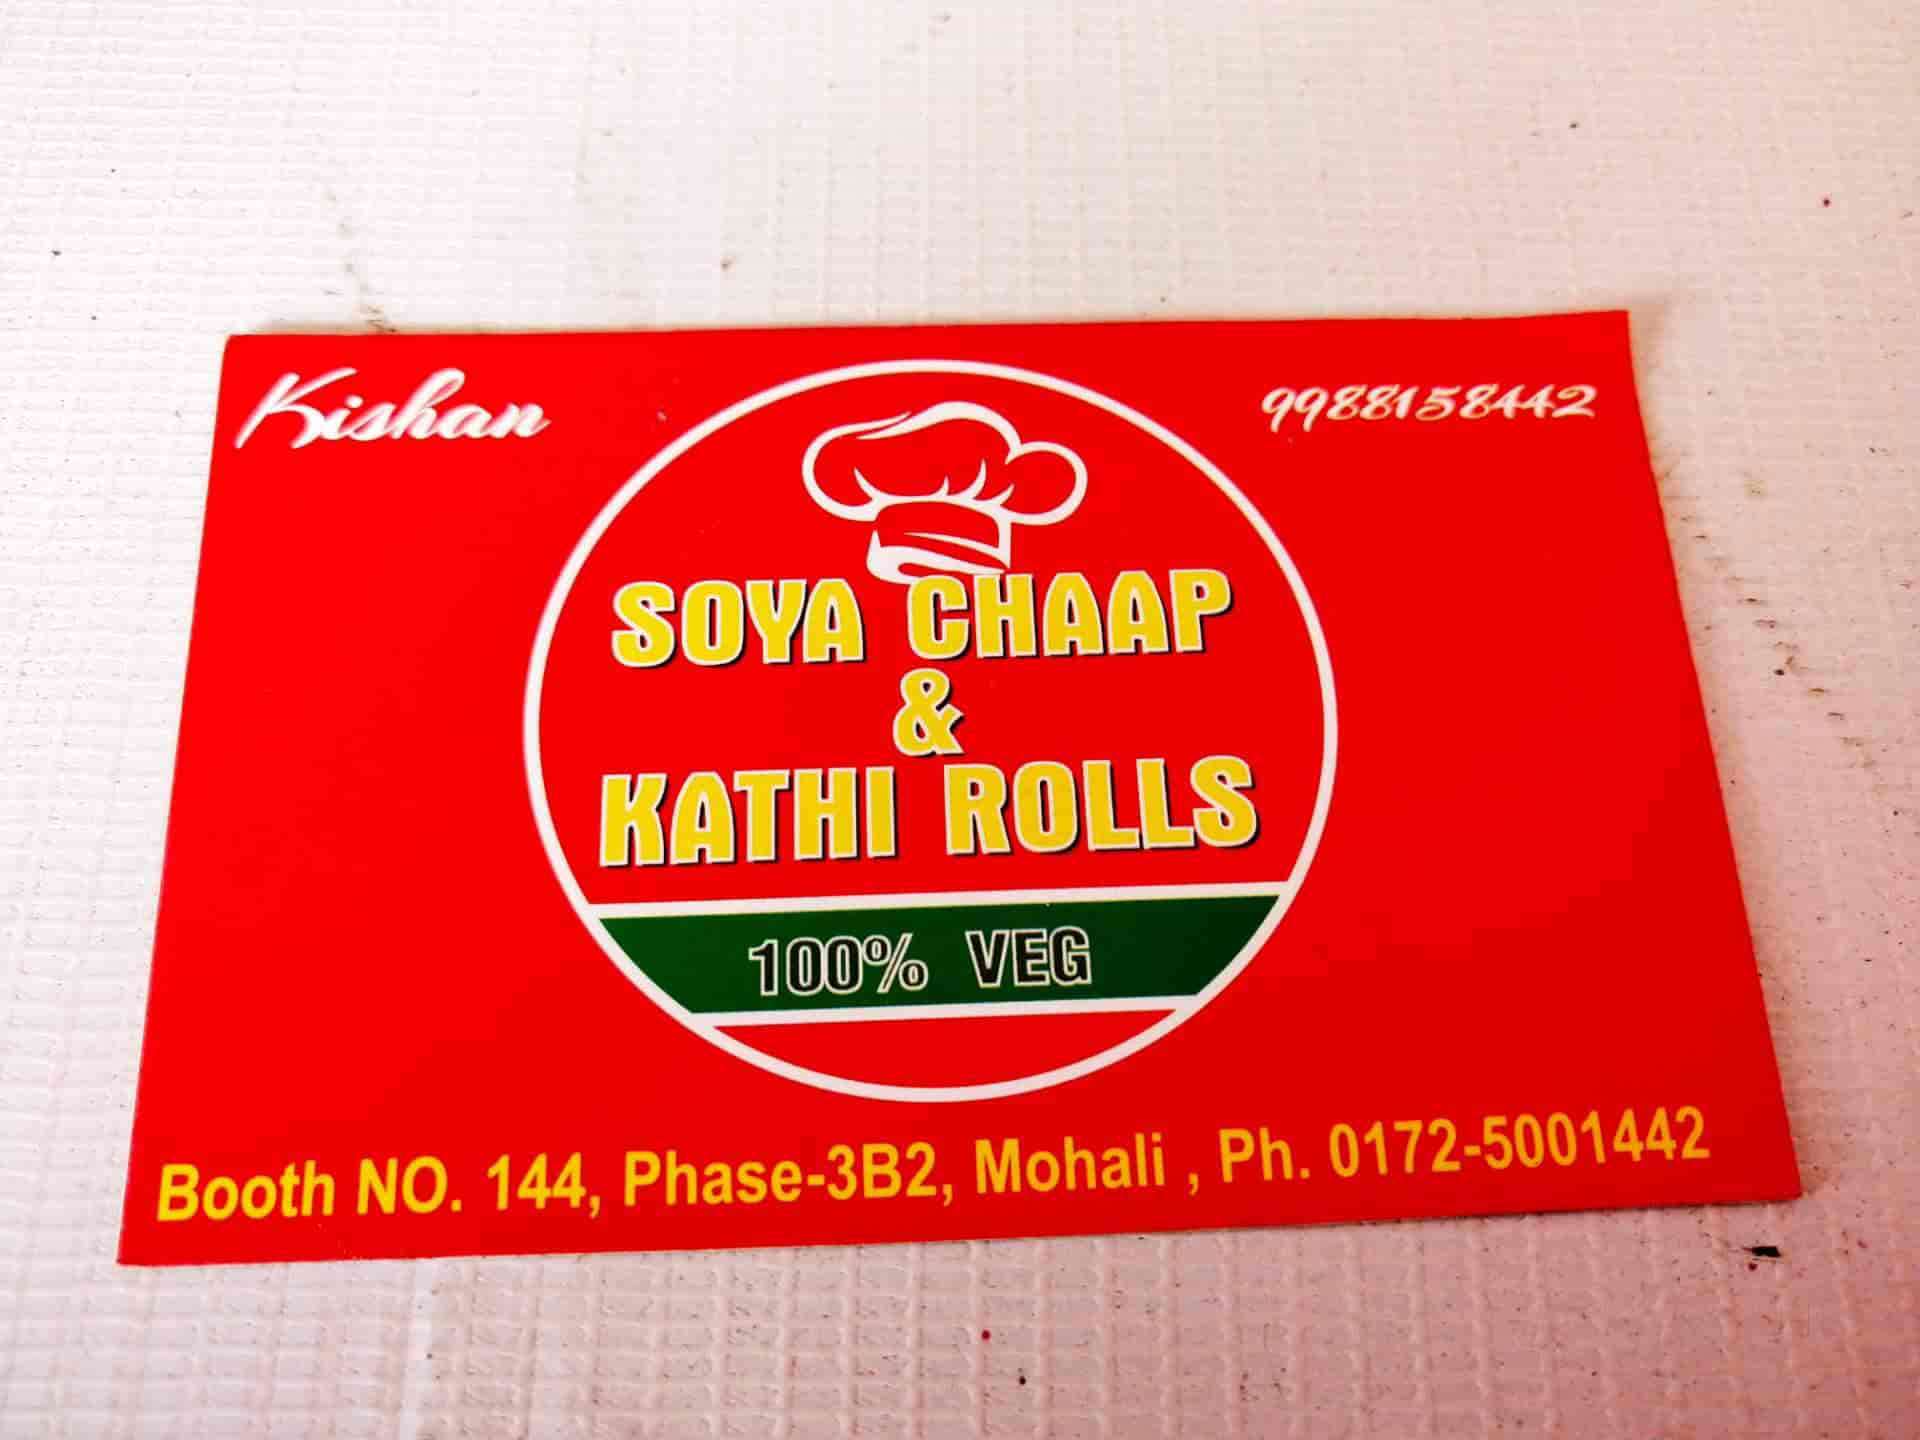 Kishan
9988158442
SOYA CHAAP
&
KATHI ROLLS
100% VEG
Booth NO. 144, Phase-3B2, Mohali , Ph. 0172-5001442